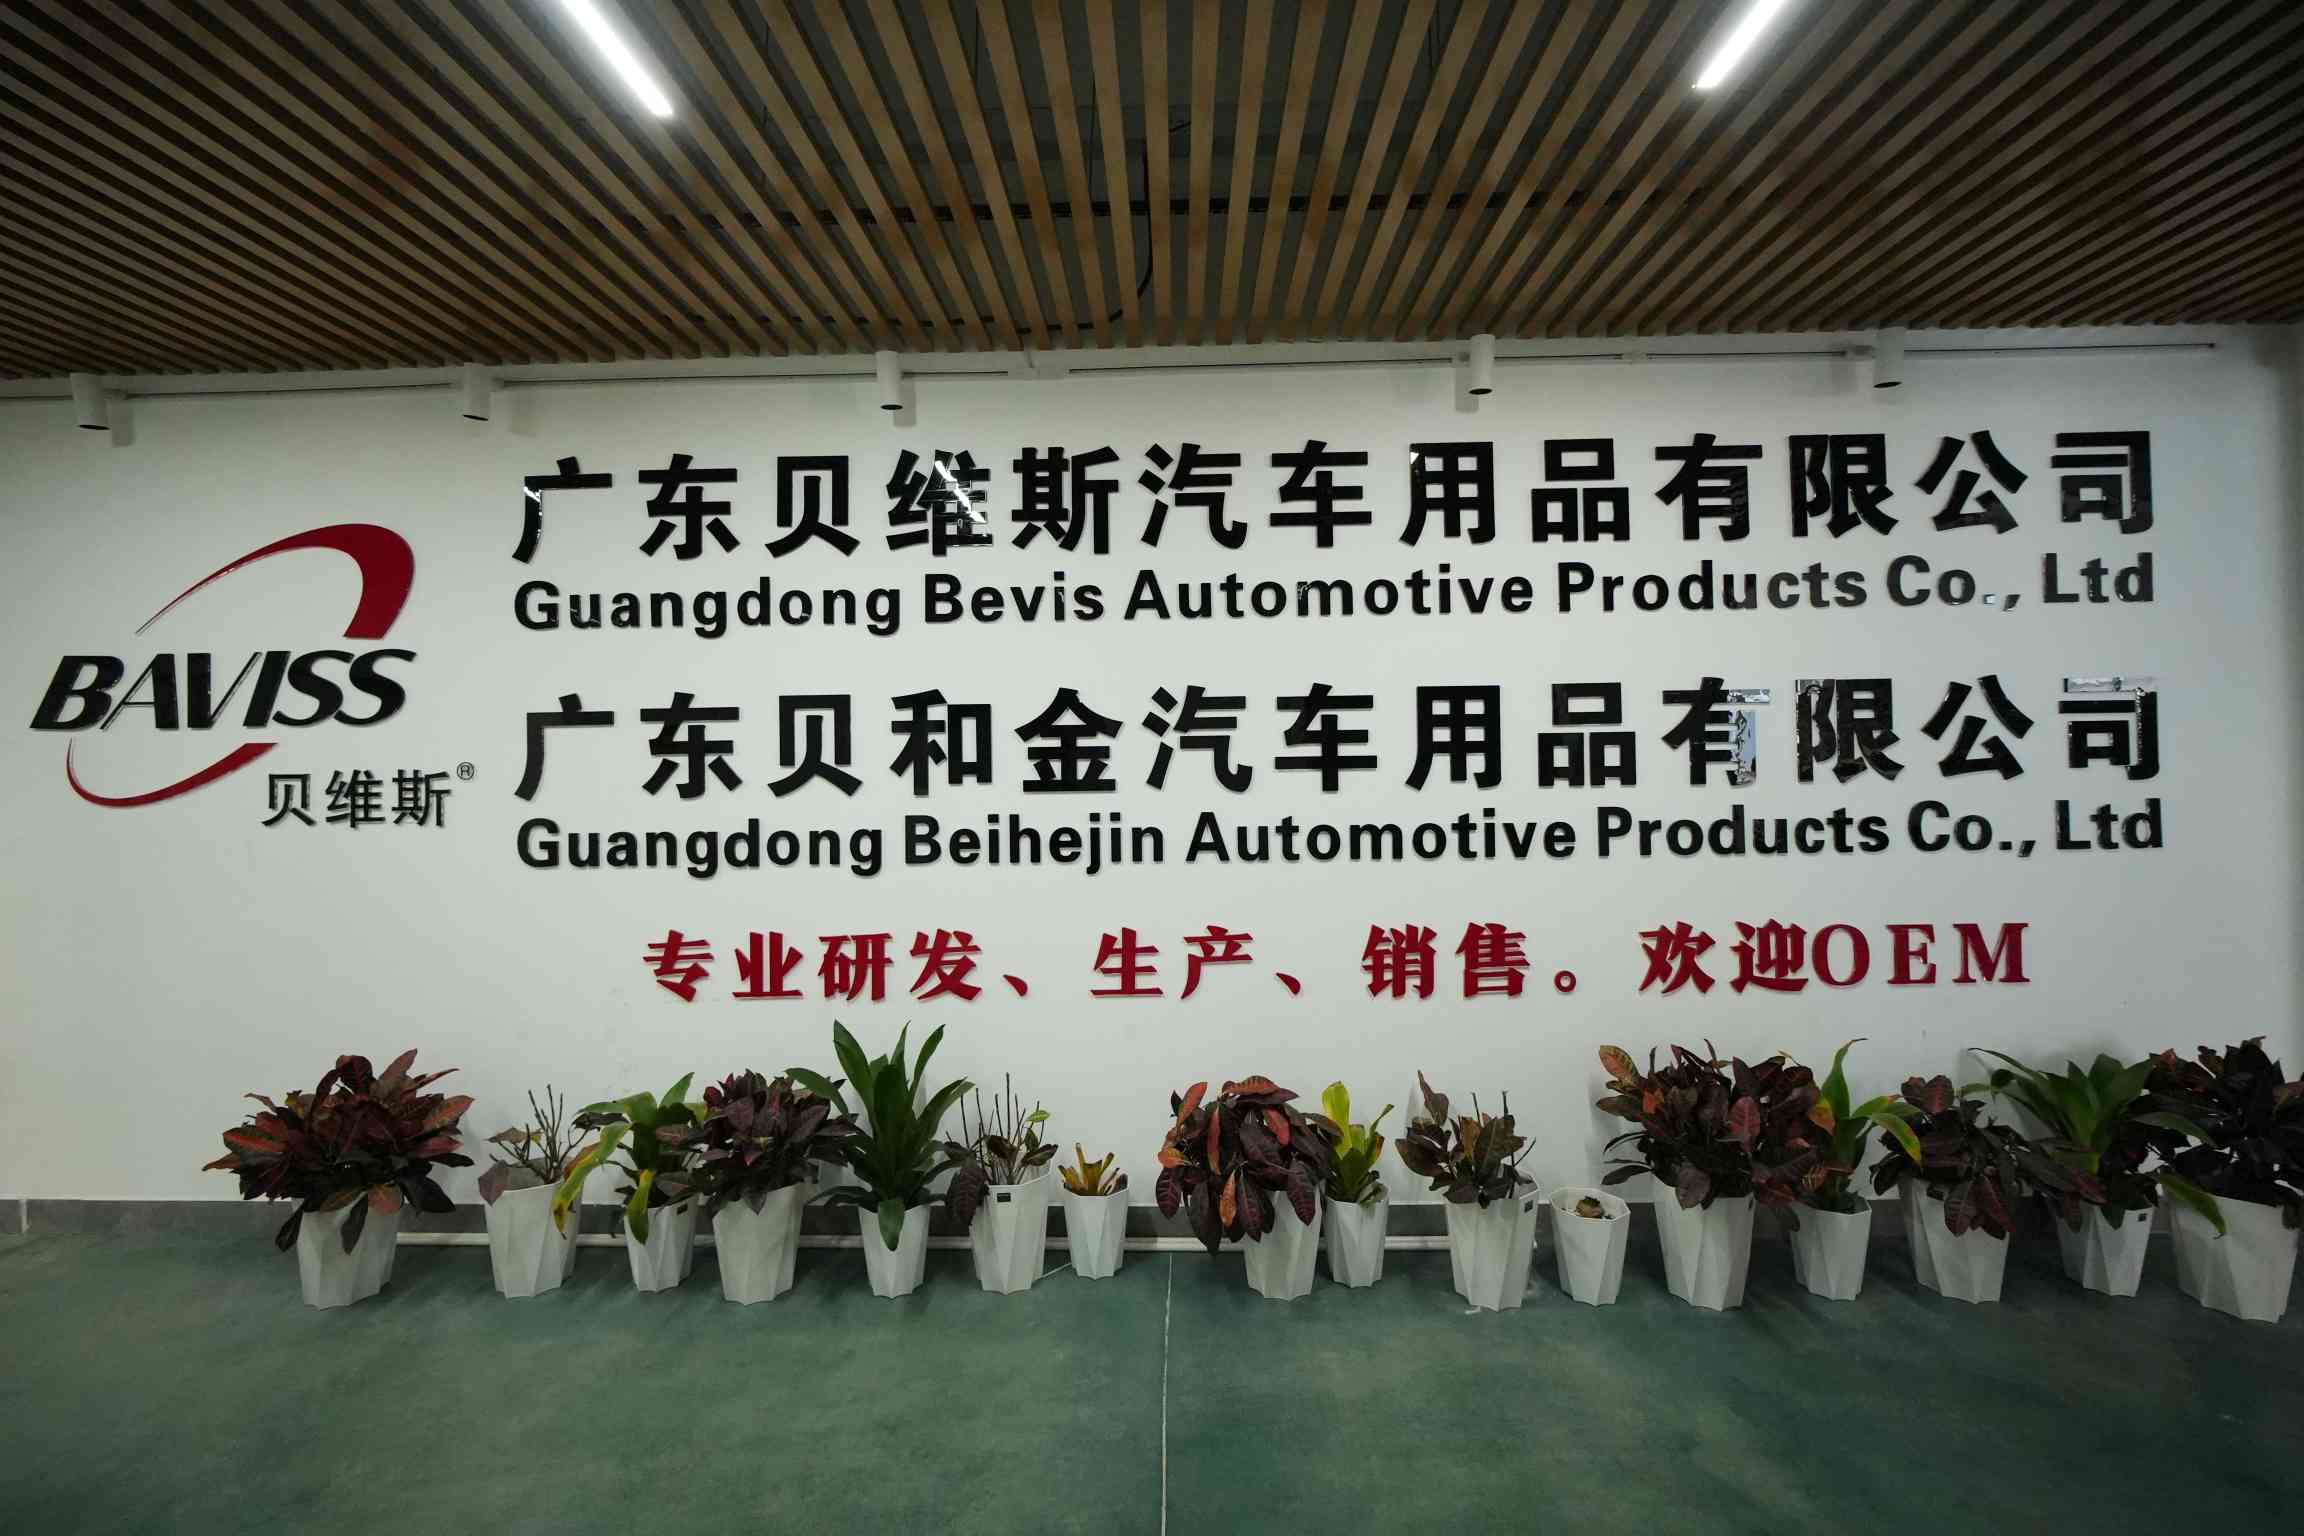 BAVISS
贝维斯®
广东贝维斯汽车用品有限公司
Guangdong Bevis Automotive Products Co., Ltd
广东贝和金汽车用品有限公司
Guangdong Beihejin Automotive Products Co., Ltd
专业研发、生产、销售。欢迎OEM